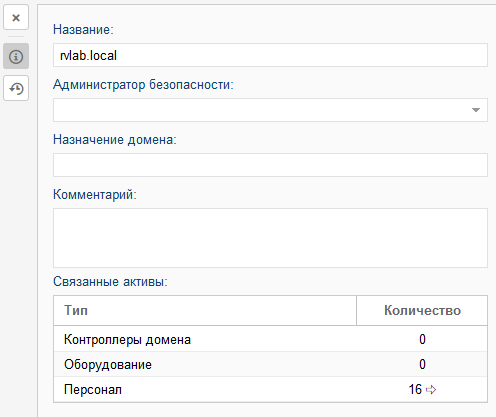 Название:
rvlab.local
Администратор безопасности:
Назначение домена:
Комментарий:
Связанные активы:
Тип Количество
Контроллеры домена 0
Оборудование 0
Персонал 16